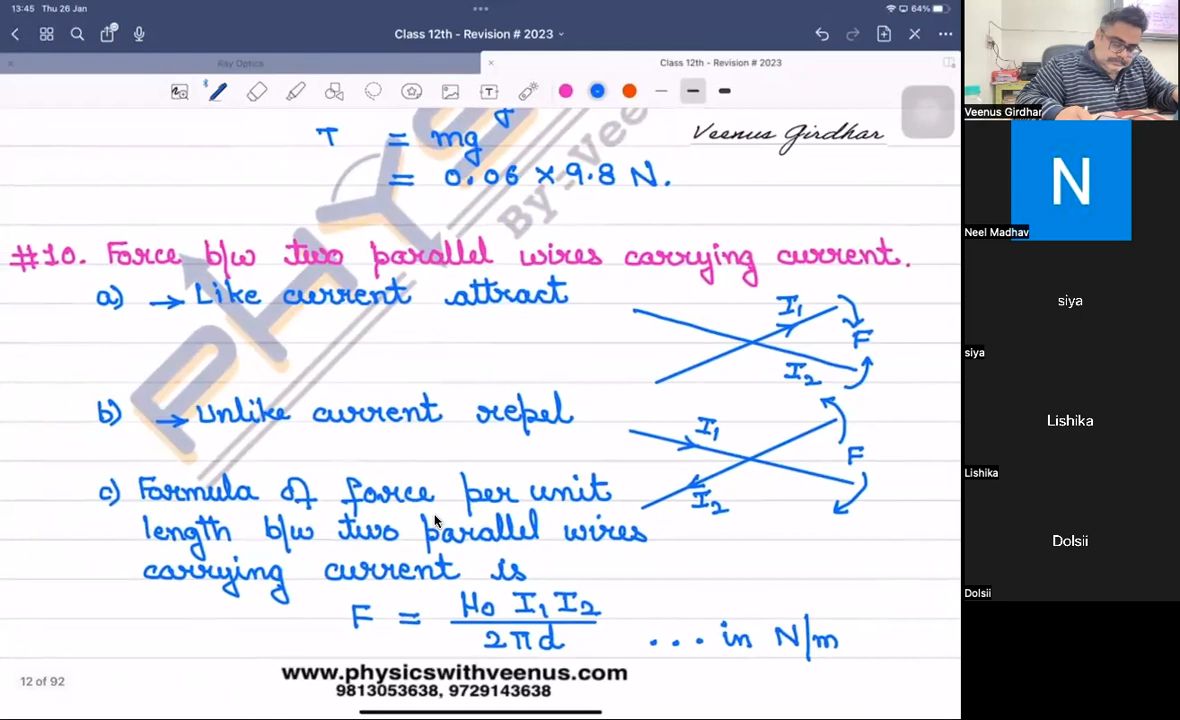 13:45 Thu 26 Jan
64%
Class 12th - Revision # 2023
Ray Optics
Class 12th - Revision # 2023
T = mg
= 0.06 × 9.8 N.
Veenus Girdhar
PHYS
By-Vee
#10. Force b/w two parallel wires carrying current.
a) → Like current attract
I1
F
I2
b) → Unlike current repel
I1
F
I2
c) Formula of force per unit
length b/w two parallel wires
carrying current is
F = μ0 I1 I2 / 2πd ... in N/m
www.physicswithveenus.com
9813053638, 9729143638
12 of 92
Veenus Girdhar
N
Neel Madhav
siya
siya
Lishika
Lishika
Dolsii
Dolsii